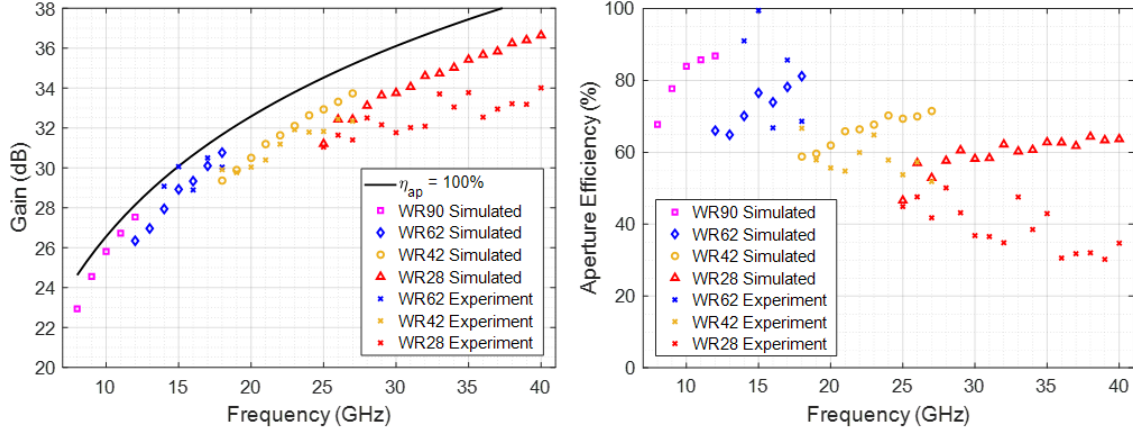 38
36
34
32
30
28
26
24
22
20
Gain (dB)
10
15
20
25
30
35
40
Frequency (GHz)
η_ap = 100%
WR90 Simulated
WR62 Simulated
WR42 Simulated
WR28 Simulated
WR62 Experiment
WR42 Experiment
WR28 Experiment
100
80
60
40
20
0
Aperture Efficiency (%)
10
15
20
25
30
35
40
Frequency (GHz)
WR90 Simulated
WR62 Simulated
WR42 Simulated
WR28 Simulated
WR62 Experiment
WR42 Experiment
WR28 Experiment